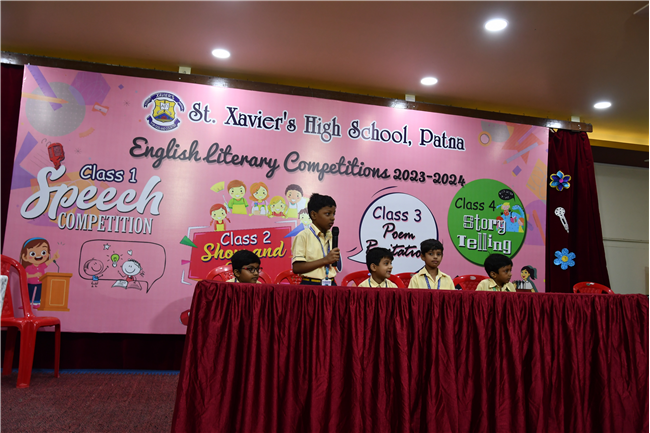 St. Xavier's High School, Patna
English Literary Competitions 2023-2024
Class 1
Speech
COMPETITION
Class 2
Class 3
Poem
Class 4
Story
Telling